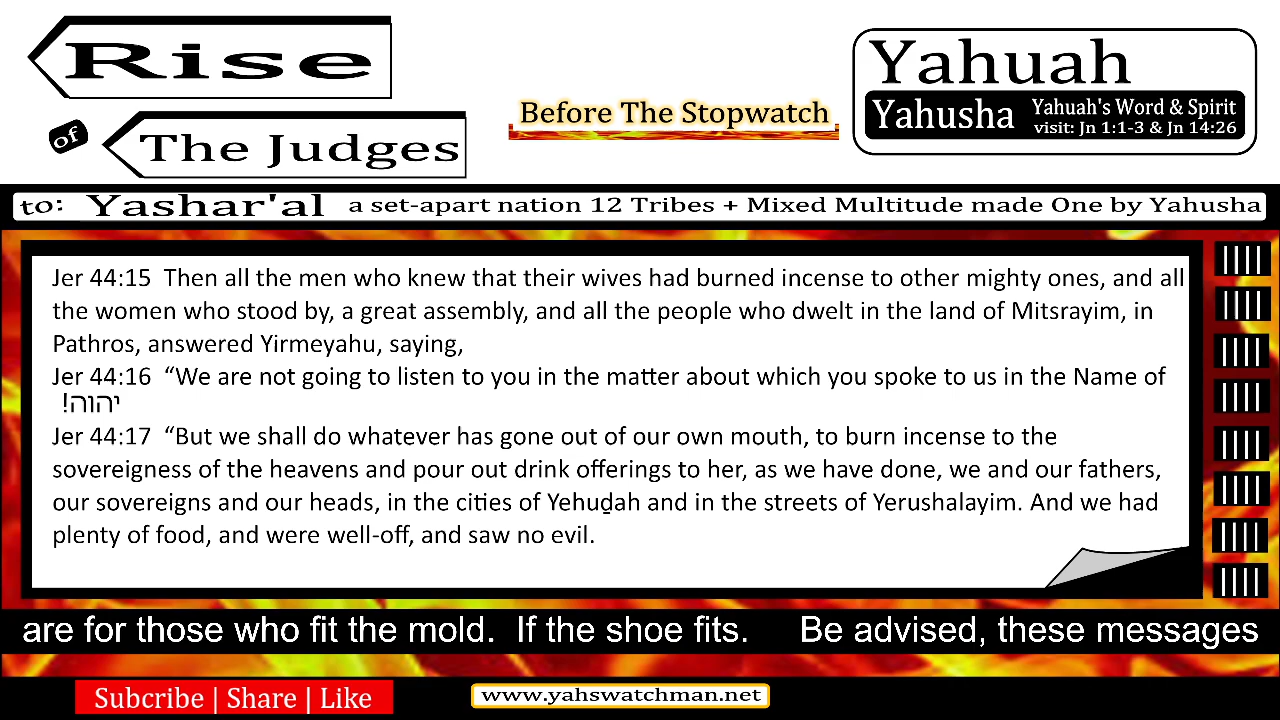 Rise
of
The Judges
Before The Stopwatch
Yahuah
Yahusha Yahuah's Word & Spirit
visit: Jn 1:1-3 & Jn 14:26
to: Yashar'al a set-apart nation 12 Tribes + Mixed Multitude made One by Yahusha
Jer 44:15 Then all the men who knew that their wives had burned incense to other mighty ones, and all
the women who stood by, a great assembly, and all the people who dwelt in the land of Mitsrayim, in
Pathros, answered Yirmeyahu, saying,
Jer 44:16 “We are not going to listen to you in the matter about which you spoke to us in the Name of
יהוה!
Jer 44:17 “But we shall do whatever has gone out of our own mouth, to burn incense to the
sovereigness of the heavens and pour out drink offerings to her, as we have done, we and our fathers,
our sovereigns and our heads, in the cities of Yehuḏah and in the streets of Yerushalayim. And we had
plenty of food, and were well-off, and saw no evil.
are for those who fit the mold. If the shoe fits. Be advised, these messages
Subcribe | Share | Like
www.yahswatchman.net